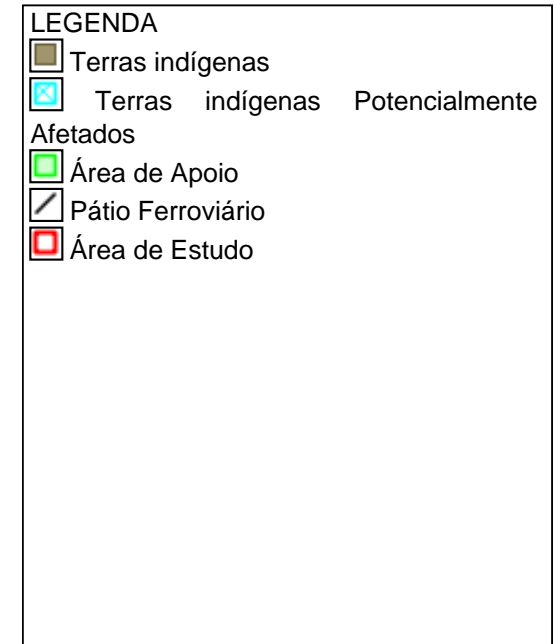 LEGENDA
Terras indígenas
Terras indígenas Potencialmente
Afetados
Área de Apoio
Pátio Ferroviário
Área de Estudo